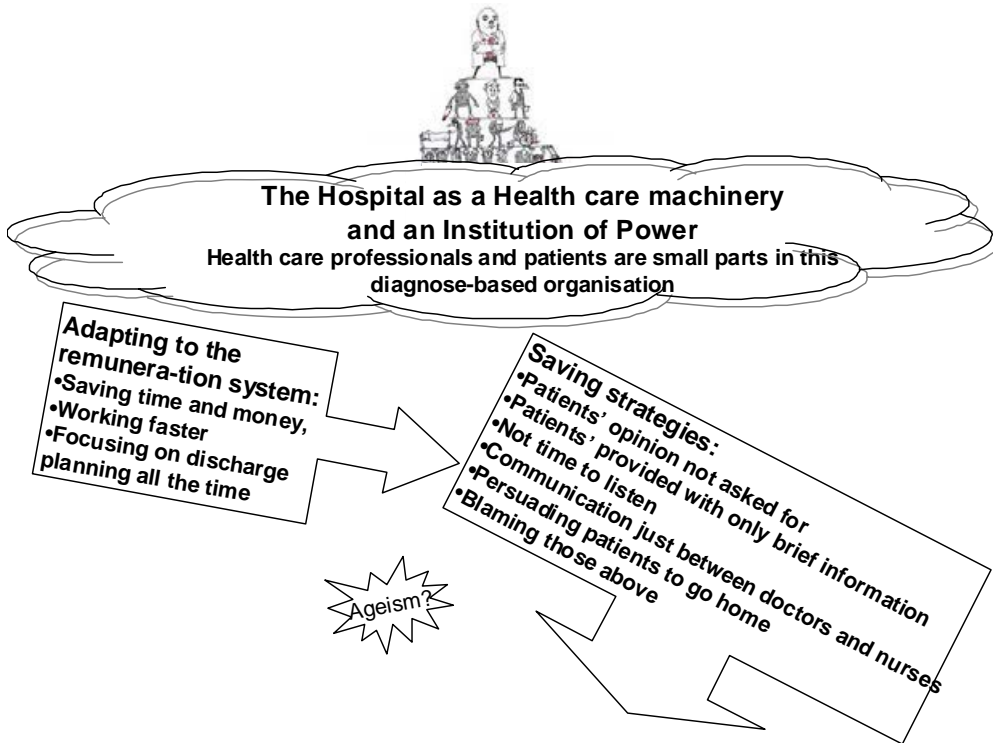 The Hospital as a Health care machinery
and an Institution of Power
Health care professionals and patients are small parts in this
diagnose-based organisation
Adapting to the
remunera-tion system:
•Saving time and money,
•Working faster
•Focusing on discharge
planning all the time
Saving strategies:
•Patients’ opinion not asked for
•Patients’ provided with only brief information
•Not time to listen
•Communication just between doctors and nurses
•Persuading patients to go home
•Blaming those above
Ageism?